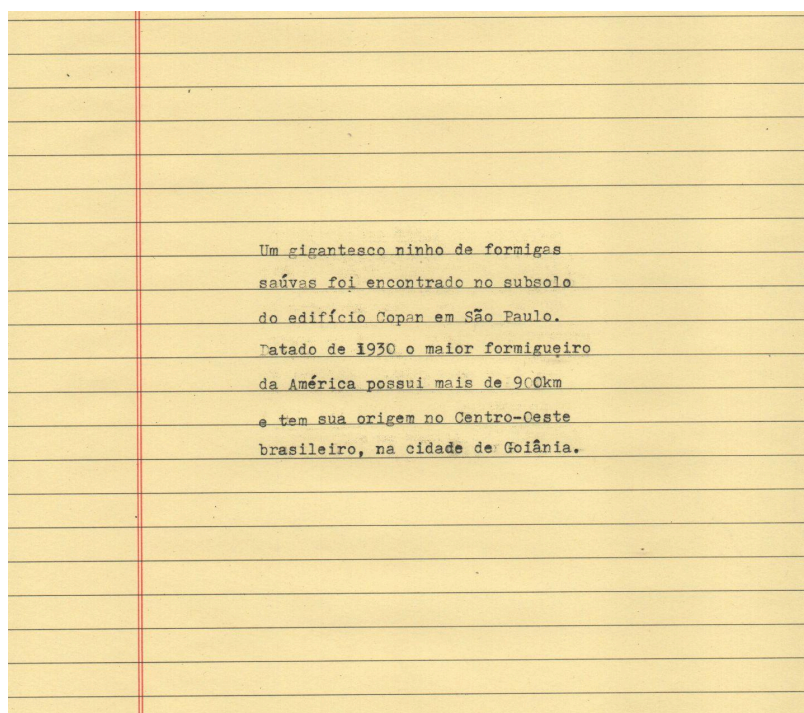 Um gigantesco ninho de formigas
saúvas foi encontrado no subsolo
do edifício Copan em São Paulo.
Datado de 1930 o maior formigueiro
da América possui mais de 900km
e tem sua origem no Centro-Oeste
brasileiro, na cidade de Goiânia.